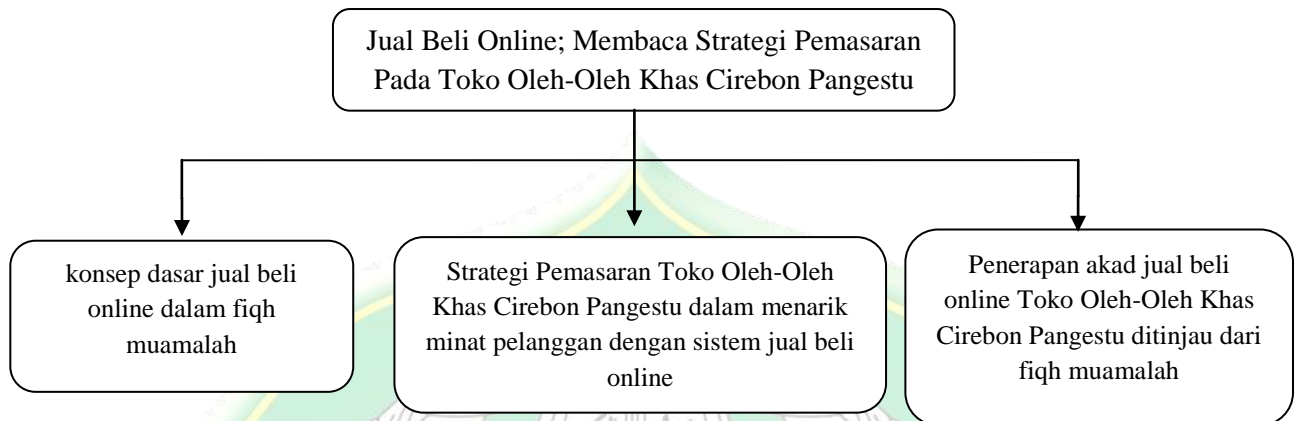 Jual Beli Online; Membaca Strategi Pemasaran
Pada Toko Oleh-Oleh Khas Cirebon Pangestu
konsep dasar jual beli
online dalam fiqh
muamalah
Strategi Pemasaran Toko Oleh-Oleh
Khas Cirebon Pangestu dalam menarik
minat pelanggan dengan sistem jual beli
online
Penerapan akad jual beli
online Toko Oleh-Oleh Khas
Cirebon Pangestu ditinjau dari
fiqh muamalah